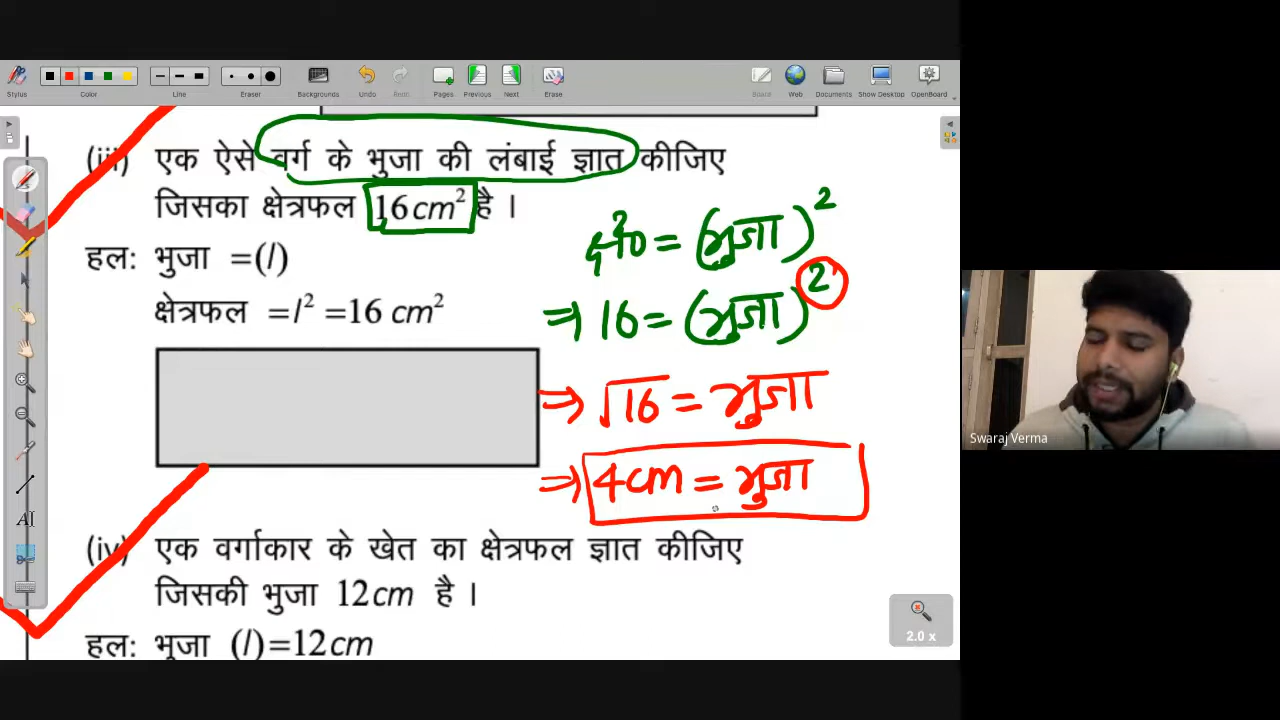 Stylus Color Line Eraser Backgrounds Undo Redo Pages Previous Next Erase Board Web Documents Show Desktop OpenBoard
(iii) एक ऐसे वर्ग के भुजा की लंबाई ज्ञात कीजिए
जिसका क्षेत्रफल 16cm² है ।
हल: भुजा =(l)
क्षेत्रफल =l² =16 cm²
= (भुजा)²
⇒ 16 = (भुजा)²
⇒ √16 = भुजा
⇒ 4cm = भुजा
(iv) एक वर्गाकार के खेत का क्षेत्रफल ज्ञात कीजिए
जिसकी भुजा 12cm है ।
हल: भुजा (l)=12cm
2.0 x
Swaraj Verma